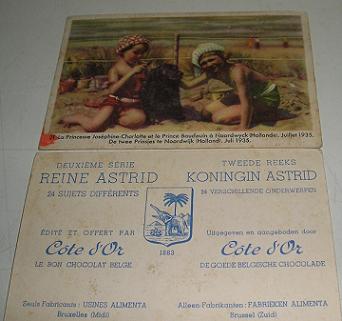 21. La Princesse Joséphine-Charlotte et le Prince Baudouin à Noordwyck (Hollande). Juillet 1935.
De twee Prinsjes te Noordwijk (Holland). Juli 1935.
DEUXIÈME SÉRIE
REINE ASTRID
24 SUJETS DIFFÉRENTS
ÉDITÉ ET OFFERT PAR
Côte d'Or
LE BON CHOCOLAT BELGE
Seuls Fabricants : USINES ALIMENTA
Bruxelles (Midi)
1883
TWEEDE REEKS
KONINGIN ASTRID
24 VERSCHILLENDE ONDERWERPEN
Uitgegeven en aangeboden door
Côte d'Or
DE GOEDE BELGISCHE CHOCOLADE
Alleen-Fabrikanten : FABRIEKEN ALIMENTA
Brussel (Zuid)